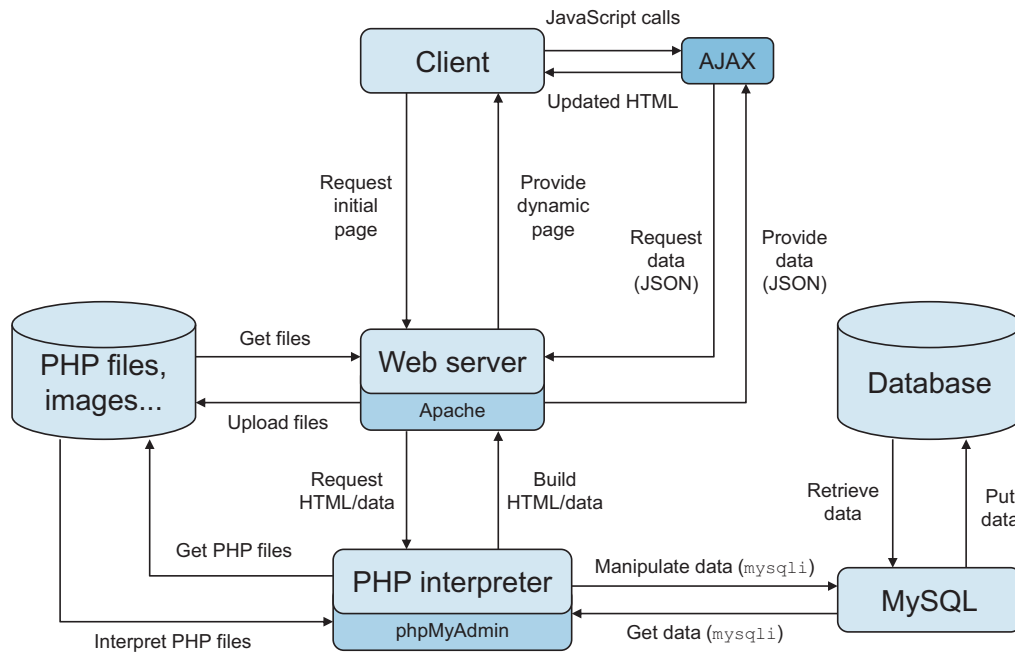 JavaScript calls
Client
AJAX
Updated HTML
Request
initial
page
Provide
dynamic
page
Request
data
(JSON)
Provide
data
(JSON)
PHP files,
images...
Get files
Web server
Apache
Upload files
Database
Request
HTML/data
Build
HTML/data
Retrieve
data
Put
data
Get PHP files
PHP interpreter
phpMyAdmin
Manipulate data (mysqli)
MySQL
Interpret PHP files
Get data (mysqli)